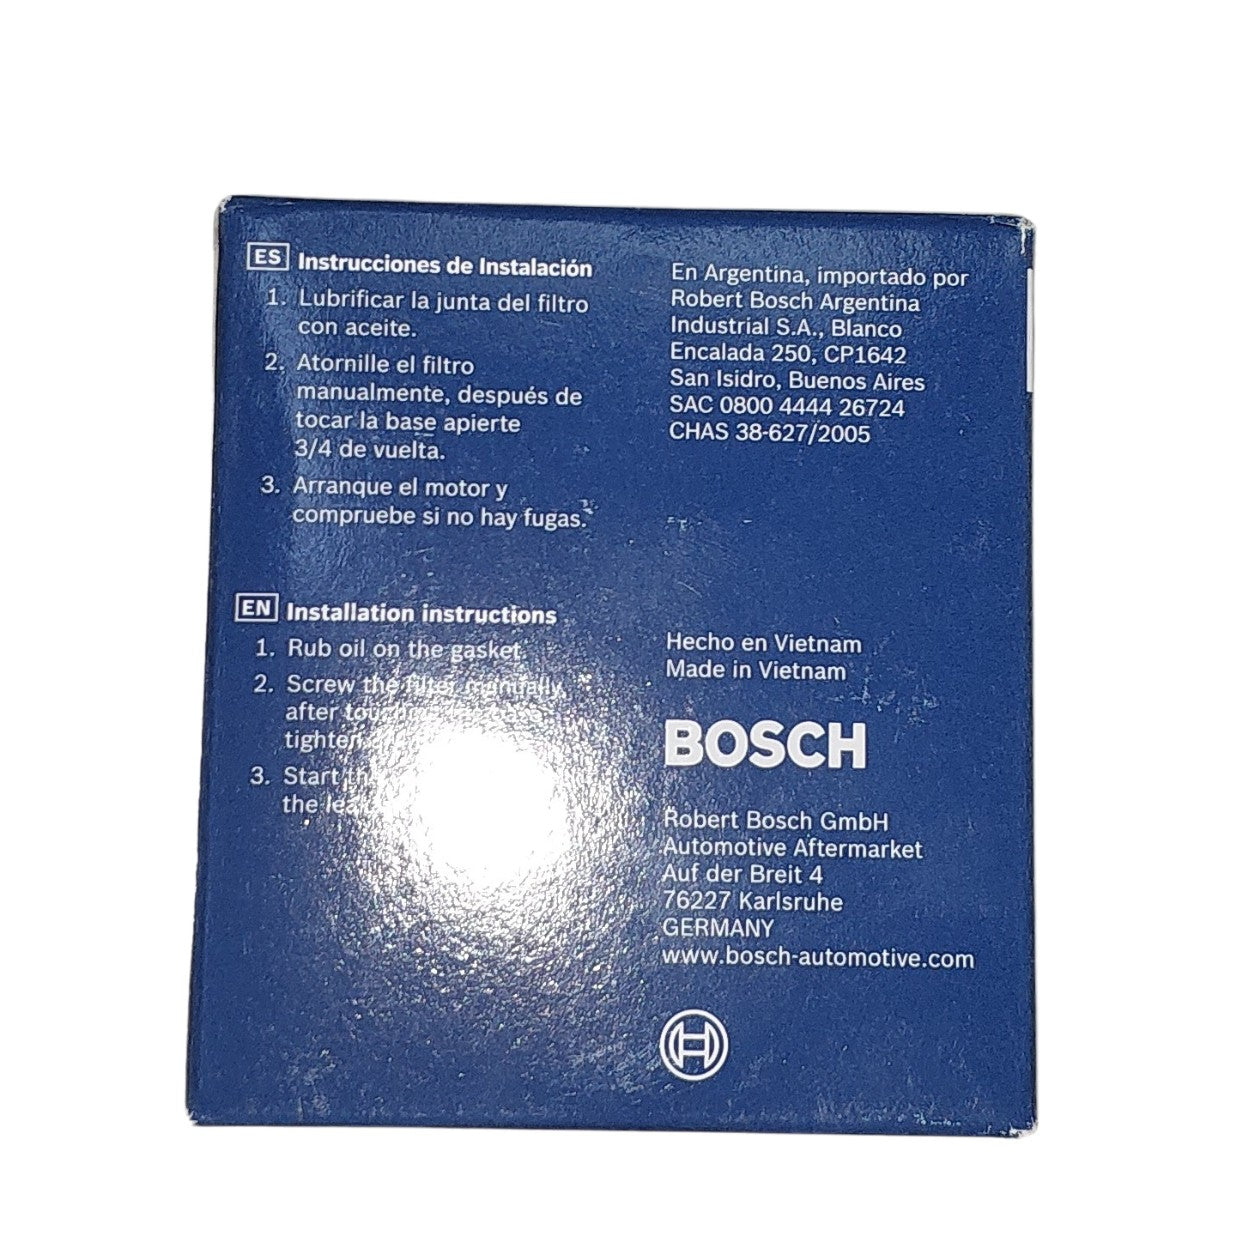 ES Instrucciones de Instalación
1. Lubrificar la junta del filtro
con aceite.
2. Atornille el filtro
manualmente, después de
tocar la base apierte
3/4 de vuelta.
3. Arranque el motor y
compruebe si no hay fugas.
En Argentina, importado por
Robert Bosch Argentina
Industrial S.A., Blanco
Encalada 250, CP1642
San Isidro, Buenos Aires
SAC 0800 4444 26724
CHAS 38-627/2005
EN Installation instructions
1. Rub oil on the gasket.
2. Screw the filter manually,
after
tighten
3. Start
the
Hecho en Vietnam
Made in Vietnam
BOSCH
Robert Bosch GmbH
Automotive Aftermarket
Auf der Breit 4
76227 Karlsruhe
GERMANY
www.bosch-automotive.com